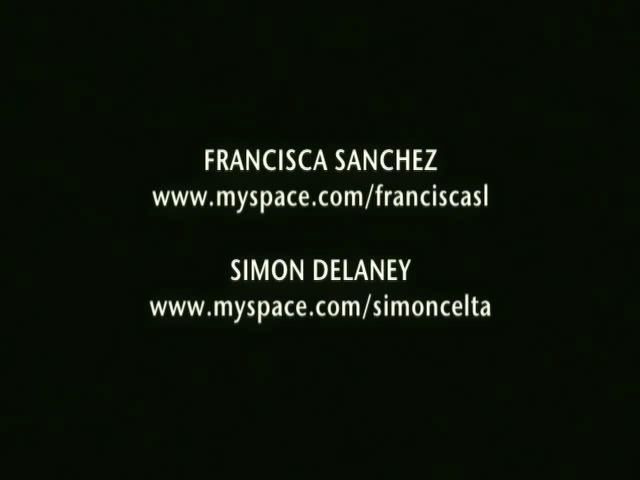 FRANCISCA SANCHEZ
www.myspace.com/franciscasl
SIMON DELANEY
www.myspace.com/simoncelta